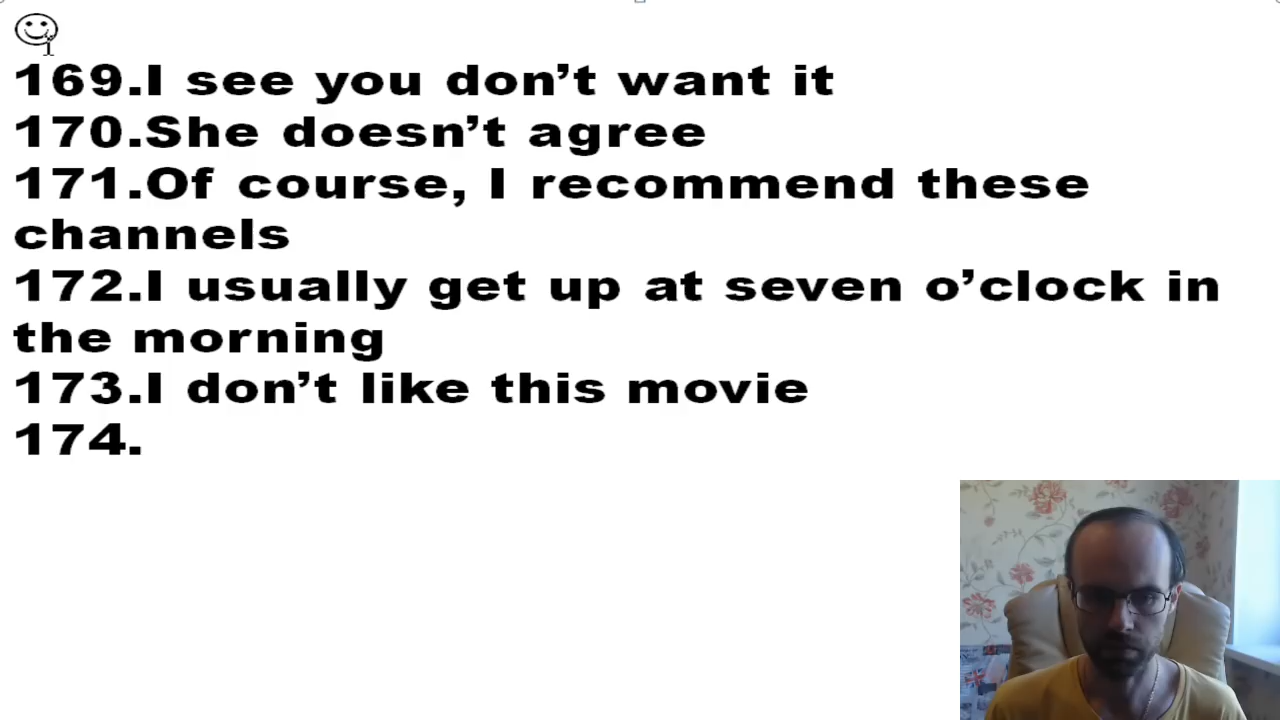 169.I see you don’t want it
170.She doesn’t agree
171.Of course, I recommend these
channels
172.I usually get up at seven o’clock in
the morning
173.I don’t like this movie
174.